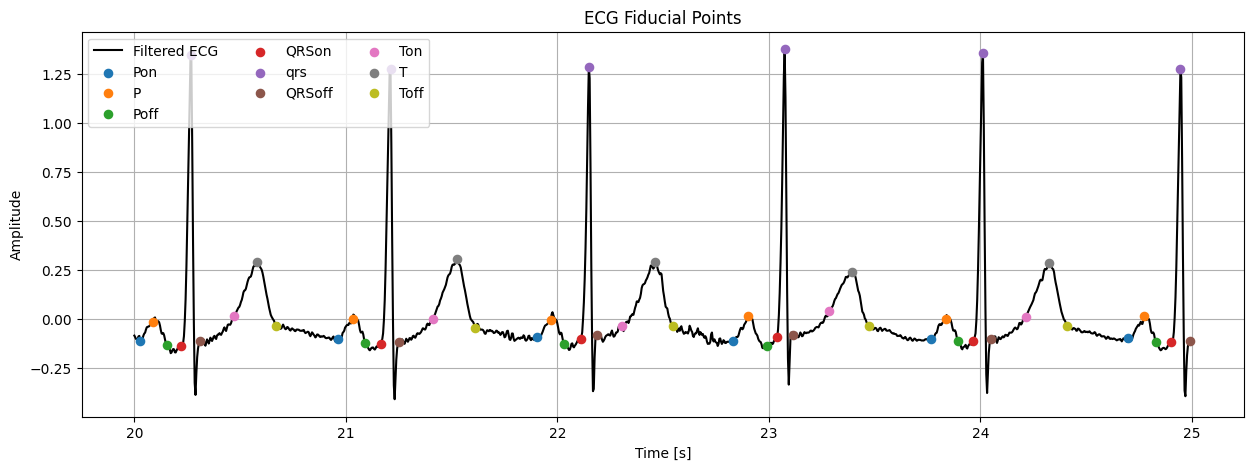 ECG Fiducial Points
Filtered ECG
Pon
P
Poff
QRSon
qrs
QRSoff
Ton
T
Toff
1.25
1.00
0.75
0.50
0.25
0.00
−0.25
Amplitude
20
21
22
23
24
25
Time [s]